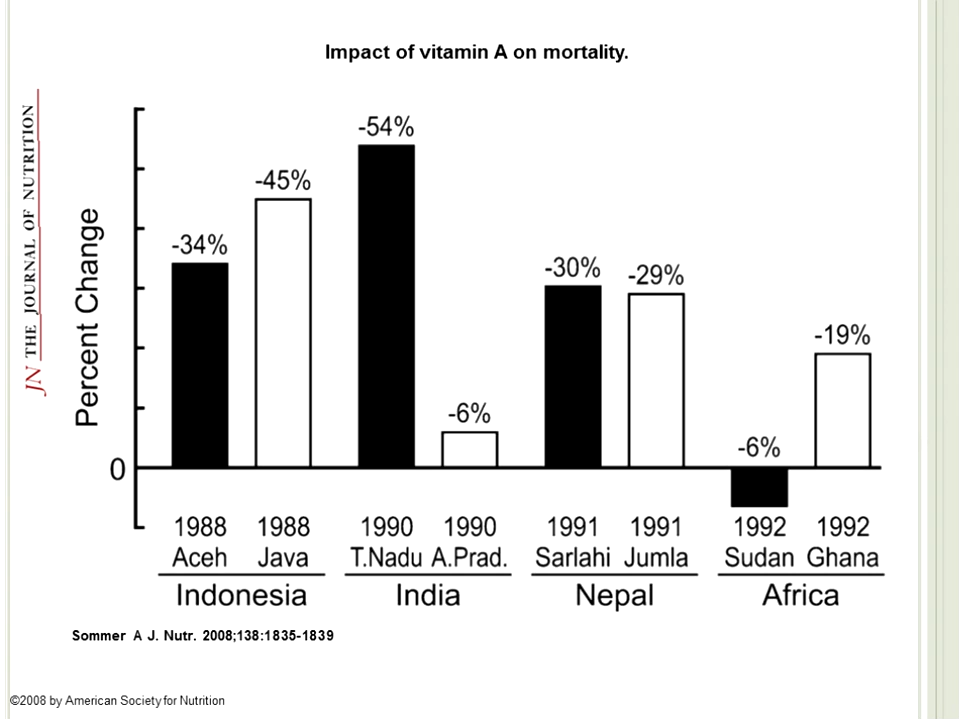 Impact of vitamin A on mortality.
JN THE JOURNAL OF NUTRITION
Percent Change
-34%
-45%
-54%
-6%
-30%
-29%
-6%
-19%
0
1988 1988 1990 1990 1991 1991 1992 1992
Aceh Java T.Nadu A.Prad. Sarlahi Jumla Sudan Ghana
Indonesia India Nepal Africa
Sommer A J. Nutr. 2008;138:1835-1839
©2008 by American Society for Nutrition